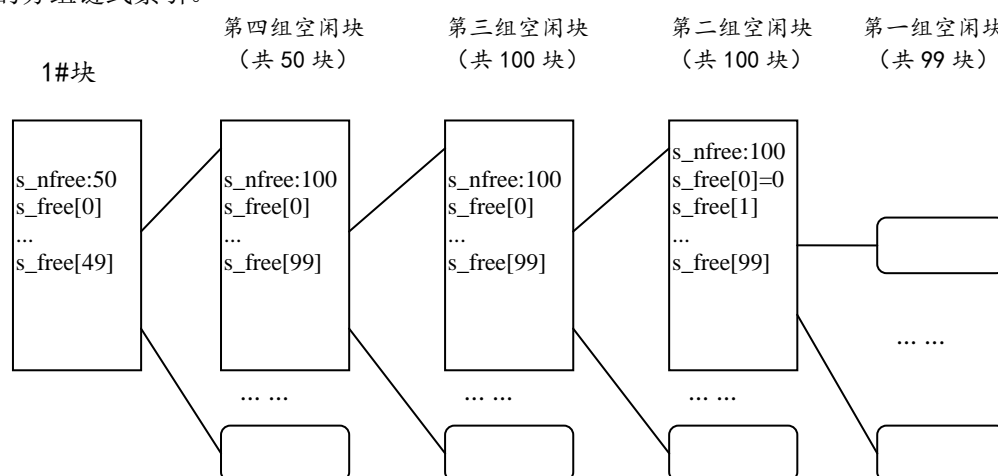 的分组链式索引。
第四组空闲块
(共 50 块)
第三组空闲块
(共 100 块)
第二组空闲块
(共 100 块)
第一组空闲块
(共 99 块)
1#块
s_nfree:50
s_free[0]
...
s_free[49]
s_nfree:100
s_free[0]
...
s_free[99]
s_nfree:100
s_free[0]
...
s_free[99]
s_nfree:100
s_free[0]=0
s_free[1]
...
s_free[99]
... ...
... ...
... ...
... ...